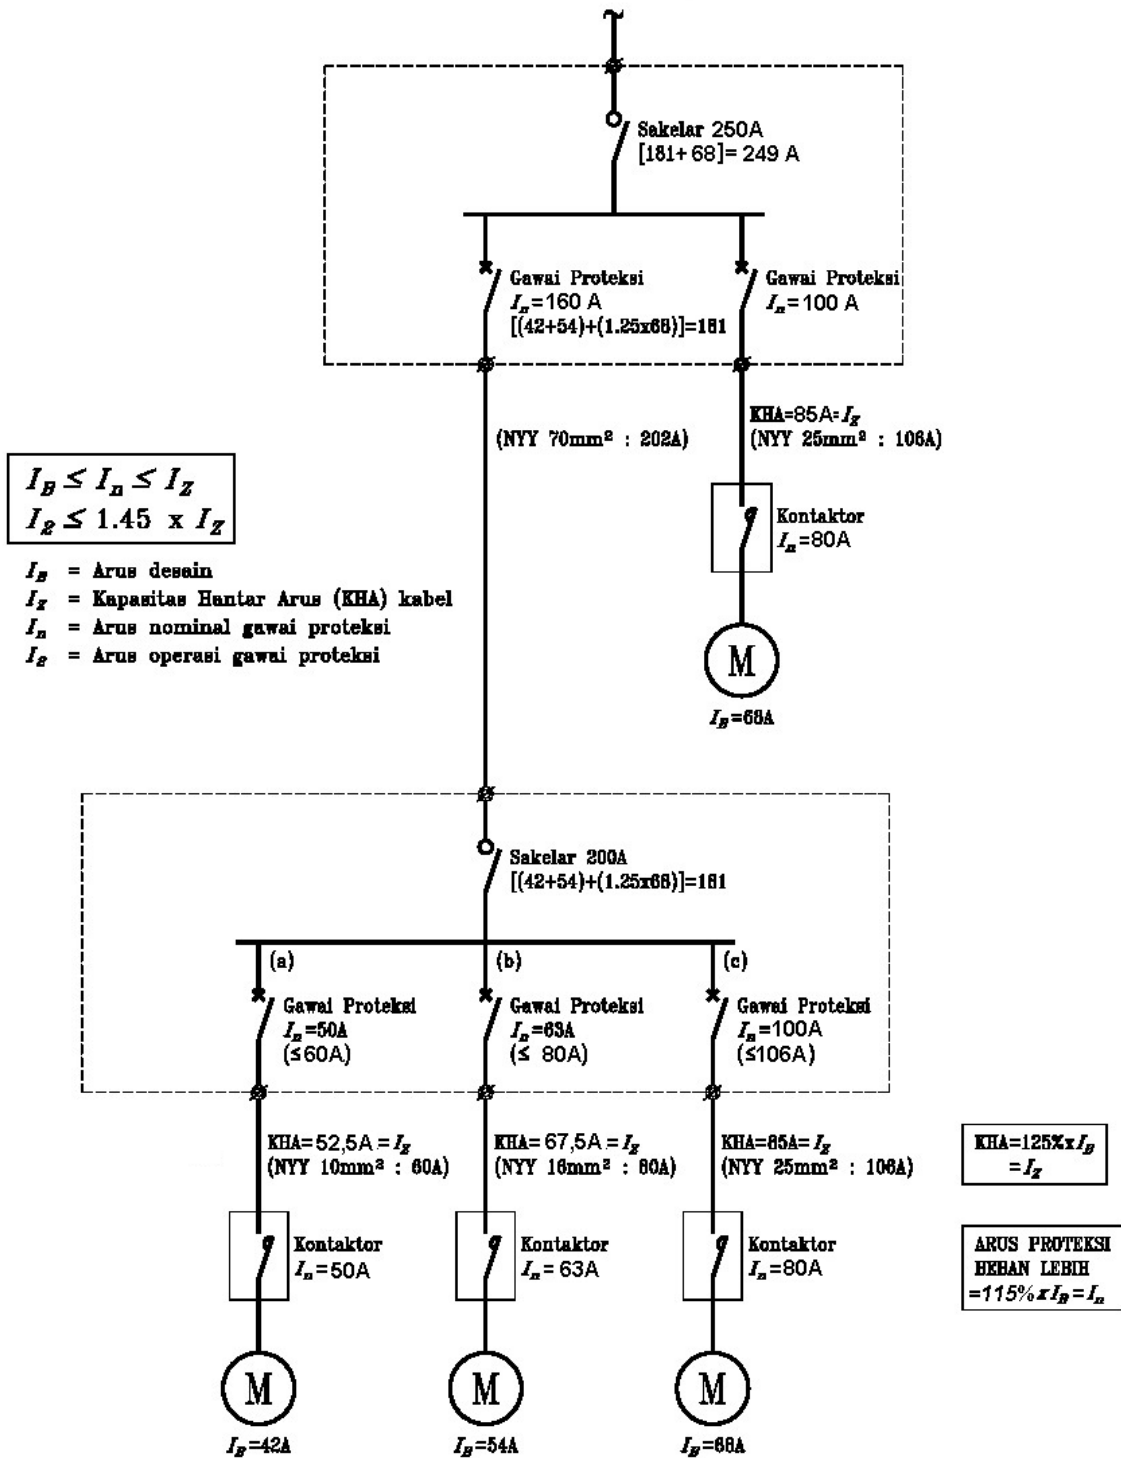 Sakelar 250A
[181+68]= 249 A
Gawai Proteksi
In=160 A
[(42+54)+(1.25x68)]=181
Gawai Proteksi
In=100 A
(NYY 70mm² : 202A)
KHA=85A=IZ
(NYY 25mm² : 106A)
IB ≤ In ≤ IZ
I2 ≤ 1.45 x IZ
IB = Arus desain
IZ = Kapasitas Hantar Arus (KHA) kabel
In = Arus nominal gawai proteksi
I2 = Arus operasi gawai proteksi
Kontaktor
In=80A
M
IB=68A
Sakelar 200A
[(42+54)+(1.25x68)]=181
(a)
(b)
(c)
Gawai Proteksi
In=50A
(≤60A)
Gawai Proteksi
In=63A
(≤ 80A)
Gawai Proteksi
In=100A
(≤106A)
KHA=52,5A=IZ
(NYY 10mm² : 60A)
KHA=67,5A=IZ
(NYY 16mm² : 80A)
KHA=85A=IZ
(NYY 25mm² : 106A)
KHA=125%xIB
=IZ
Kontaktor
In=50A
Kontaktor
In=63A
Kontaktor
In=80A
ARUS PROTEKSI
BEBAN LEBIH
=115%xIB=In
M
M
M
IB=42A
IB=54A
IB=68A